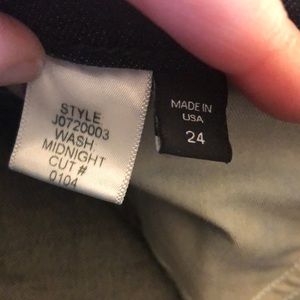 STYLE
J0720003
WASH
MIDNIGHT
CUT#
0104
MADE IN
USA
24